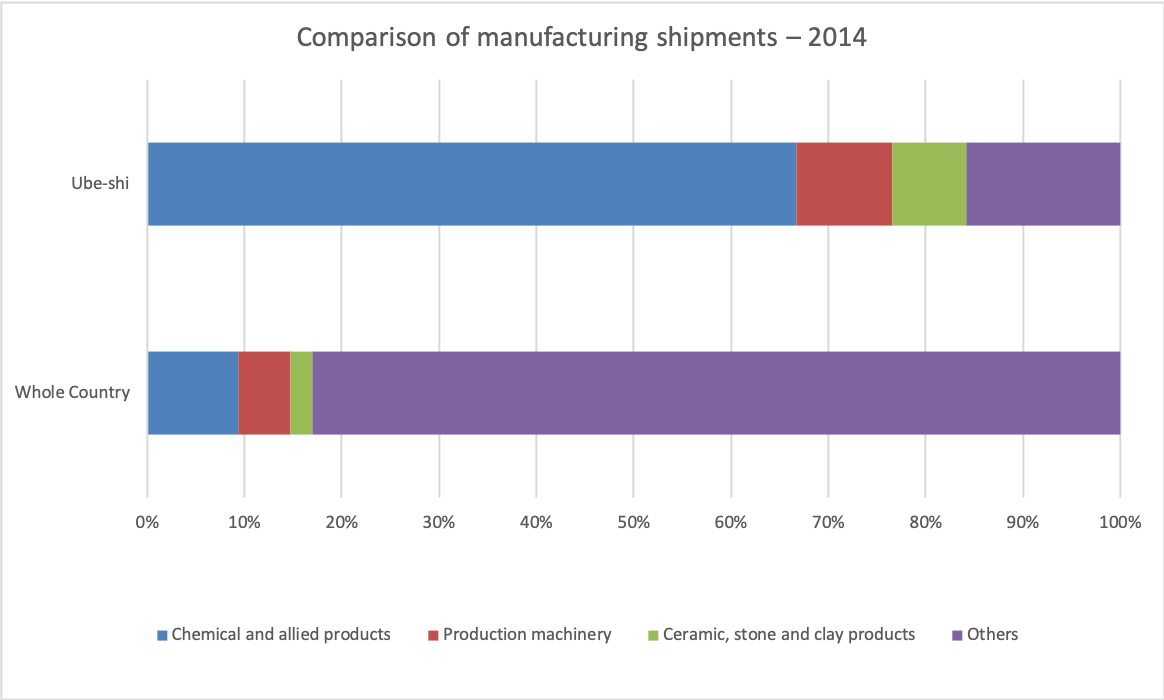 Comparison of manufacturing shipments – 2014
Ube-shi
Whole Country
0% 10% 20% 30% 40% 50% 60% 70% 80% 90% 100%
Chemical and allied products Production machinery Ceramic, stone and clay products Others